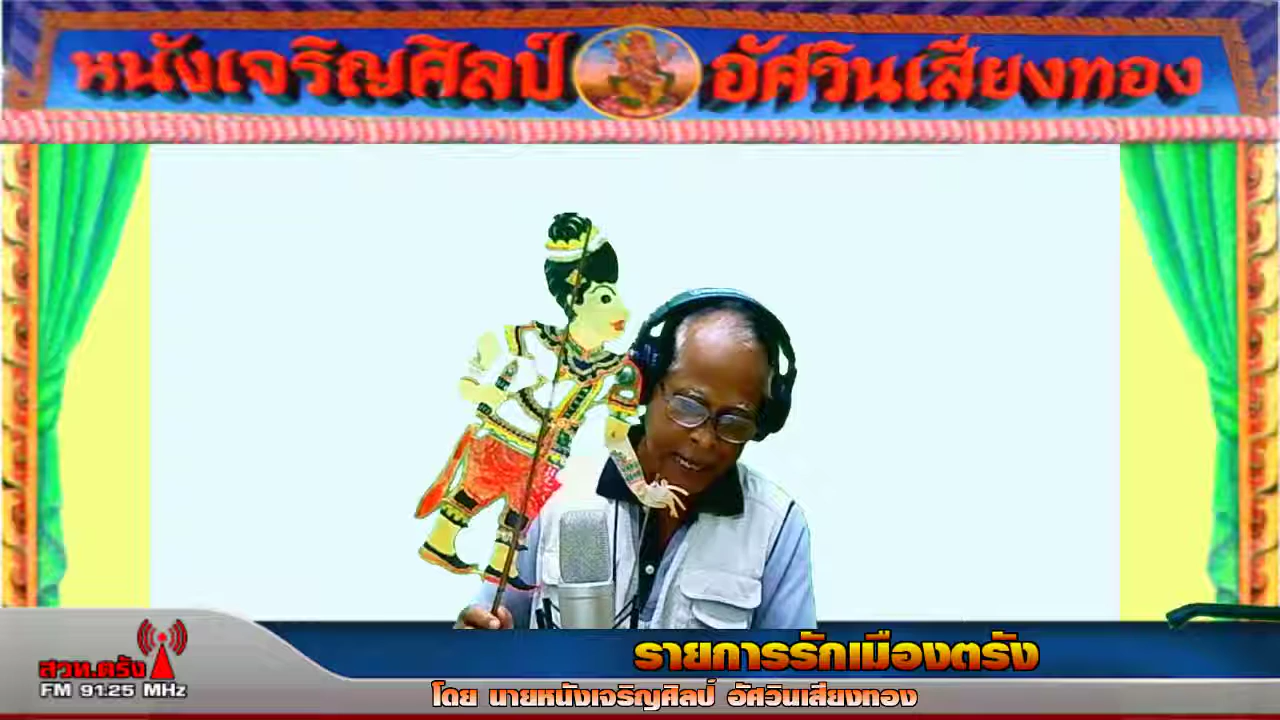 หนังเจริญศิลป์ อัศวินเสียงทอง
รายการรักเมืองตรัง
สวท.ตรัง
FM 91.25 MHz
โดย นายหนังเจริญศิลป์ อัศวินเสียงทอง